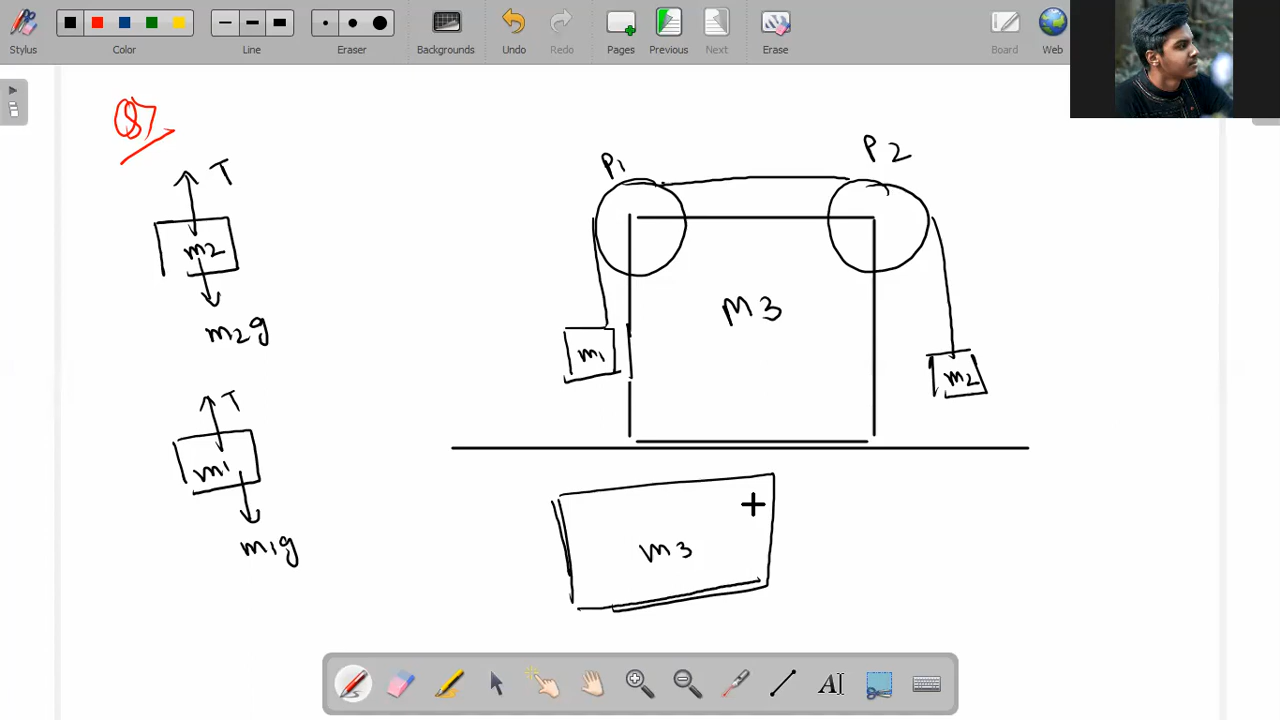 Stylus
Color
Line
Eraser
Backgrounds
Undo
Redo
Pages
Previous
Next
Erase
Board
Web
Q7
T
m2
m2g
T
m1
m1g
P1
P2
M3
m1
m2
m3